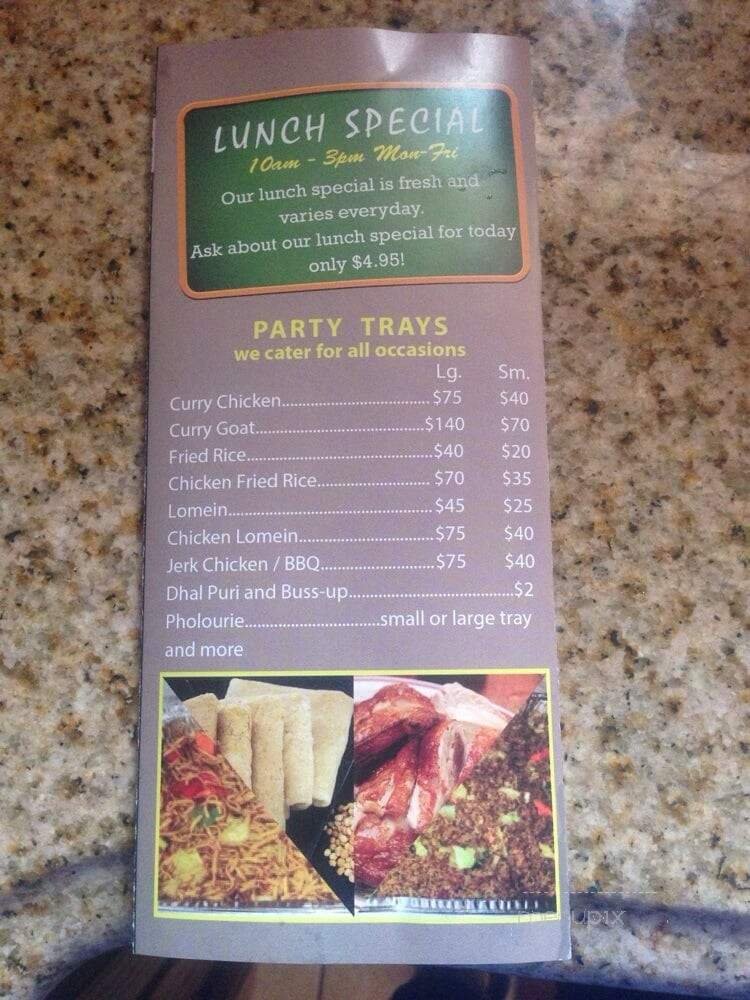 LUNCH SPECIAL
10am - 3pm Mon-Fri
Our lunch special is fresh and
varies everyday.
Ask about our lunch special for today
only $4.95!
PARTY TRAYS
we cater for all occasions
Lg. Sm.
Curry Chicken..............................$75 $40
Curry Goat..................................$140 $70
Fried Rice.....................................$40 $20
Chicken Fried Rice....................... $70 $35
Lomein.........................................$45 $25
Chicken Lomein...........................$75 $40
Jerk Chicken / BBQ.......................$75 $40
Dhal Puri and Buss-up.................................$2
Pholourie...........................small or large tray
and more